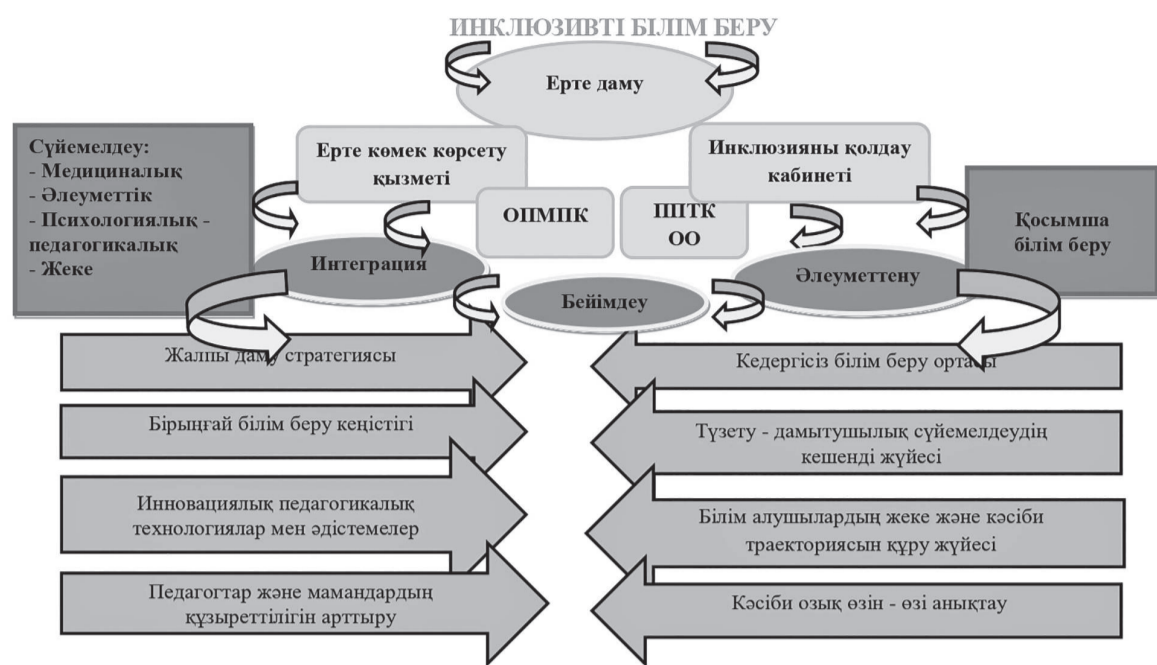 ИНКЛЮЗИВТІ БІЛІМ БЕРУ
Ерте даму
Сүйемелдеу:
- Медициналық
- Әлеуметтік
- Психологиялық -
педагогикалық
- Жеке
Ерте көмек көрсету
қызметі
Инклюзияны қолдау
кабинеті
ОПМПК
ППТК
ОО
Қосымша
білім беру
Интеграция
Бейімдеу
Әлеуметтену
Жалпы даму стратегиясы
Кедергісіз білім беру ортасы
Бірыңғай білім беру кеңістігі
Түзету - дамытушылық сүйемелдеудің
кешенді жүйесі
Инновациялық педагогикалық
технологиялар мен әдістемелер
Білім алушылардың жеке және кәсіби
траекториясын құру жүйесі
Педагогтар және мамандардың
құзыреттілігін арттыру
Кәсіби озық өзін - өзі анықтау